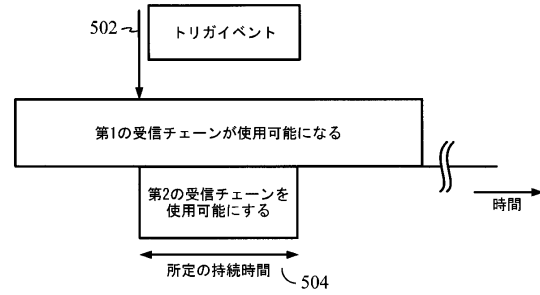 502
トリガイベント
第1の受信チェーンが使用可能になる
第2の受信チェーンを
使用可能にする
時間
所定の持続時間
504